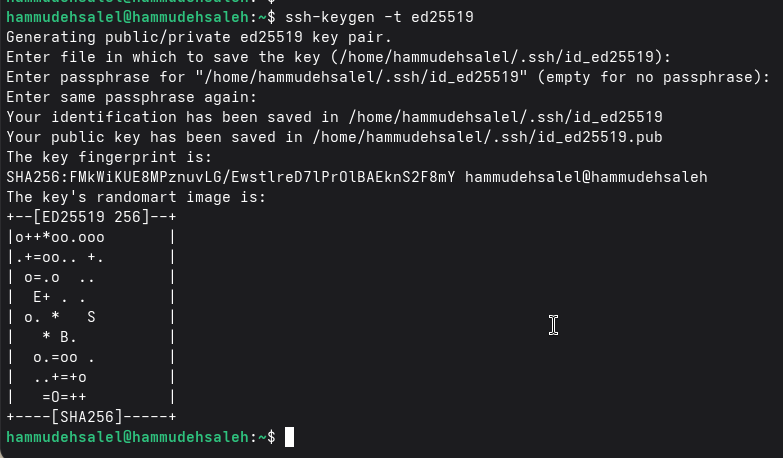 hammudehsalel@hammudehsaleh:~$ ssh-keygen -t ed25519
Generating public/private ed25519 key pair.
Enter file in which to save the key (/home/hammudehsalel/.ssh/id_ed25519):
Enter passphrase for "/home/hammudehsalel/.ssh/id_ed25519" (empty for no passphrase):
Enter same passphrase again:
Your identification has been saved in /home/hammudehsalel/.ssh/id_ed25519
Your public key has been saved in /home/hammudehsalel/.ssh/id_ed25519.pub
The key fingerprint is:
SHA256:FMkWiKUE8MPznuvLG/EwstlreD7lPrOlBAEknS2F8mY hammudehsalel@hammudehsaleh
The key's randomart image is:
+--[ED25519 256]--+
|o++*oo.ooo       |
|.+=oo.. +.       |
| o=.o  ..        |
|  E+ . .         |
| o. *   S        |
|   * B.          |
|  o.=oo .        |
|  ..+=+o         |
|   =O=++         |
+----[SHA256]-----+
hammudehsalel@hammudehsaleh:~$